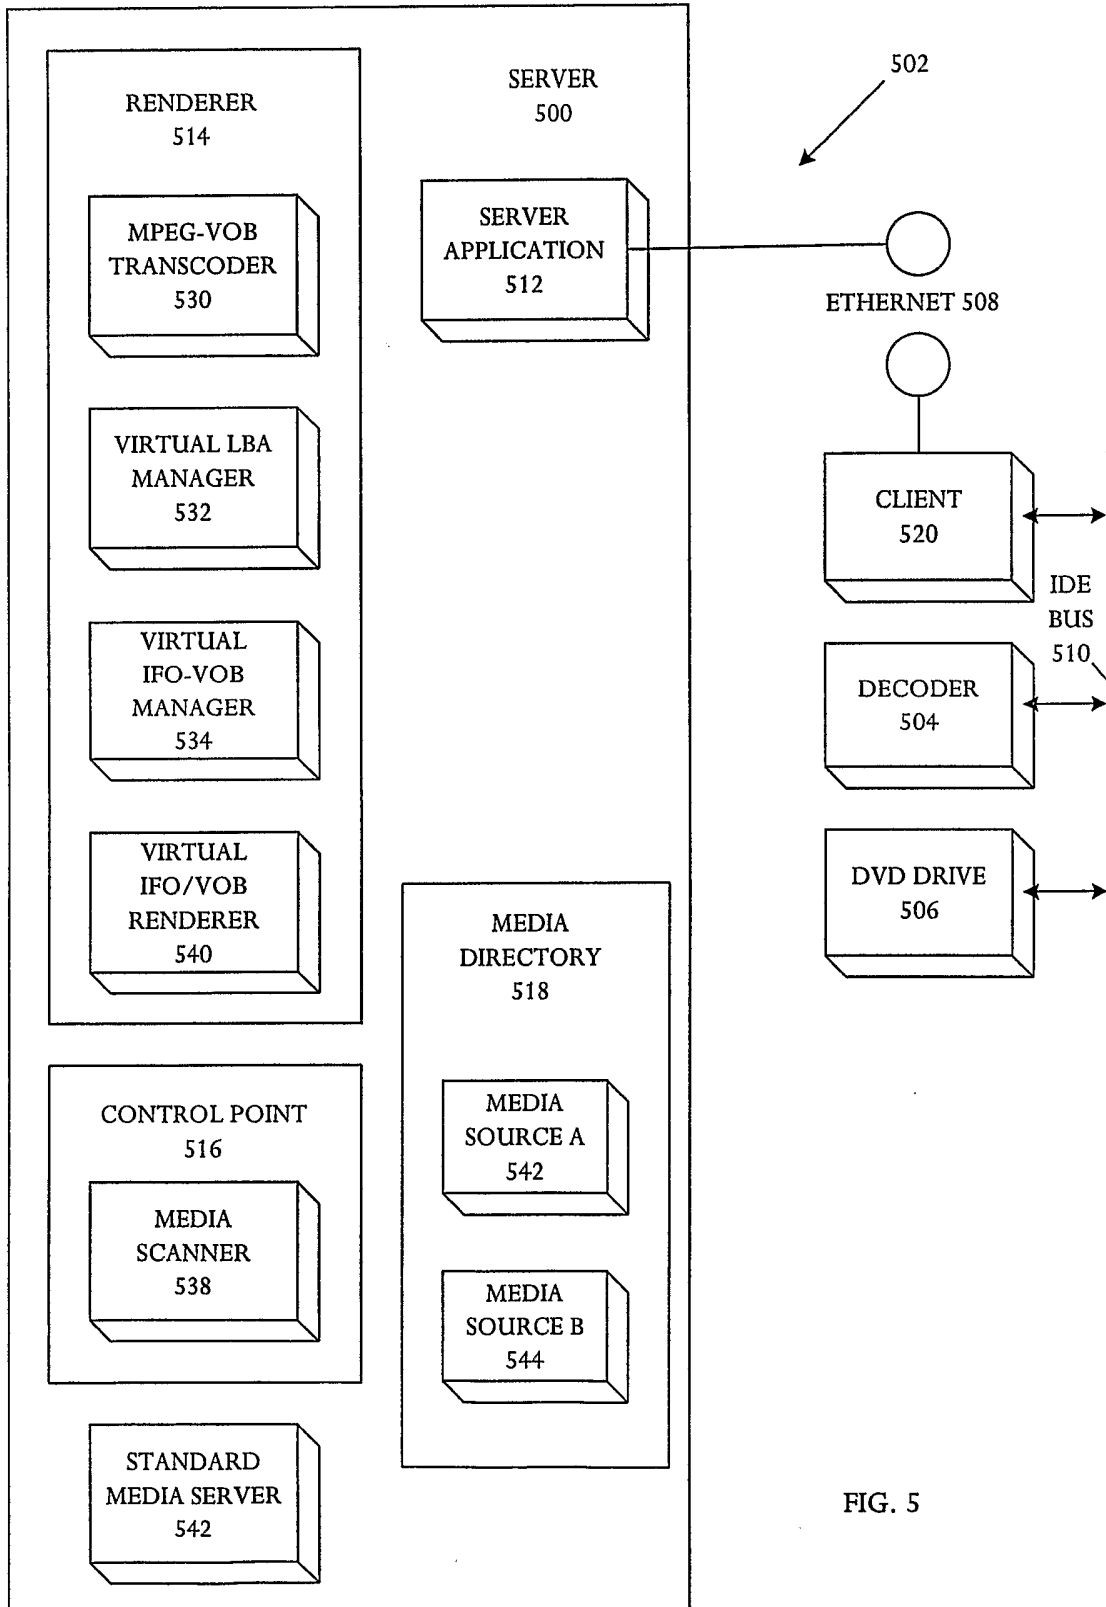 RENDERER
514
MPEG-VOB
TRANSCODER
530
VIRTUAL LBA
MANAGER
532
VIRTUAL
IFO-VOB
MANAGER
534
VIRTUAL
IFO/VOB
RENDERER
540
CONTROL POINT
516
MEDIA
SCANNER
538
STANDARD
MEDIA SERVER
542
SERVER
500
SERVER
APPLICATION
512
MEDIA
DIRECTORY
518
MEDIA
SOURCE A
542
MEDIA
SOURCE B
544
502
ETHERNET 508
CLIENT
520
IDE
BUS
510
DECODER
504
DVD DRIVE
506
FIG. 5